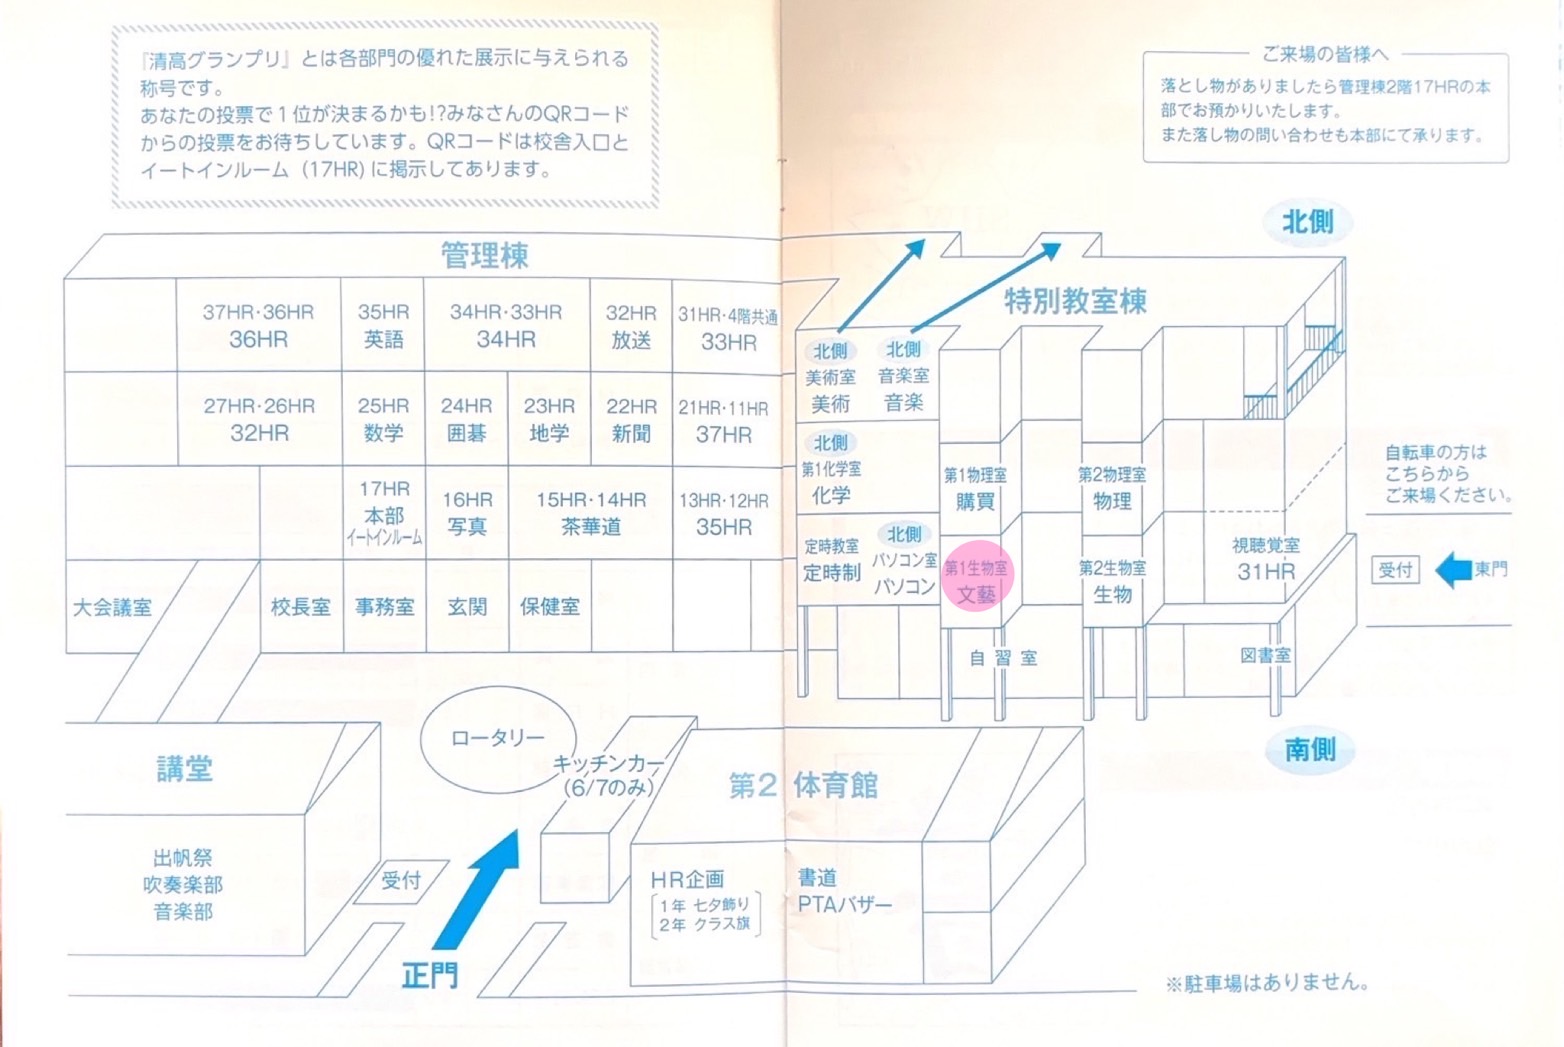 『清高グランプリ』とは各部門の優れた展示に与えられる
称号です。
あなたの投票で1位が決まるかも!?みなさんのQRコード
からの投票をお待ちしています。QRコードは校舎入口と
イートインルーム (17HR) に掲示してあります。
ご来場の皆様へ
落とし物がありましたら管理棟2階17HRの本
部でお預かりいたします。
また落し物の問い合わせも本部にて承ります。
北側
管理棟
37HR・36HR
36HR
35HR
英語
34HR・33HR
34HR
32HR
放送
31HR・4階共通
33HR
27HR・26HR
32HR
25HR
数学
24HR
囲碁
23HR
地学
22HR
新聞
21HR・11HR
37HR
17HR
本部
イートインルーム
16HR
写真
15HR・14HR
茶華道
13HR・12HR
35HR
大会議室
校長室
事務室
玄関
保健室
特別教室棟
北側
美術室
美術
北側
音楽室
音楽
北側
第1化学室
化学
第1物理室
購買
第2物理室
物理
定時教室
定時制
北側
パソコン室
パソコン
第1生物室
文藝
第2生物室
生物
視聴覚室
31HR
自習室
図書室
自転車の方は
こちらから
ご来場ください。
受付
東門
南側
講堂
出帆祭
吹奏楽部
音楽部
受付
ロータリー
正門
キッチンカー
(6/7のみ)
第2 体育館
HR企画
1年 七夕飾り
2年 クラス旗
書道
PTAバザー
※駐車場はありません。